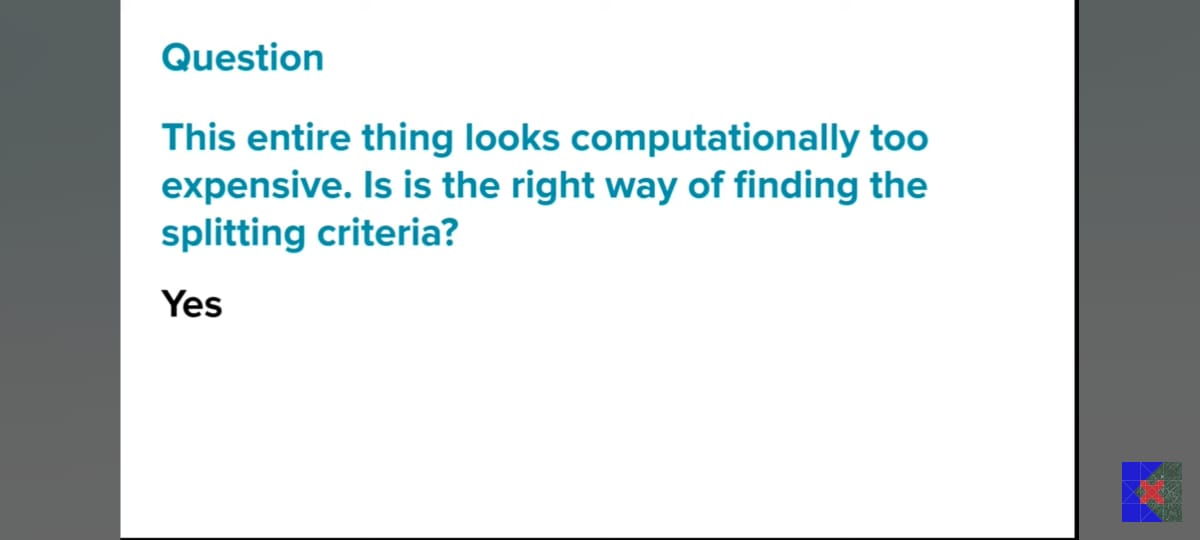 Question
This entire thing looks computationally too
expensive. Is is the right way of finding the
splitting criteria?
Yes